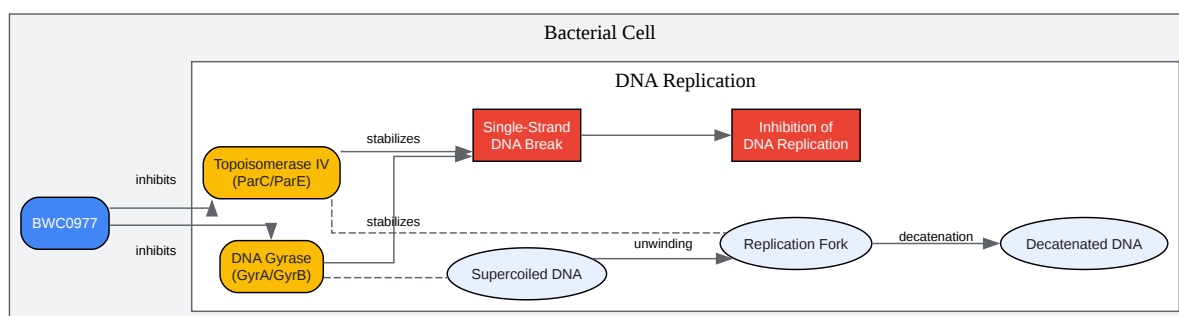 Bacterial Cell
DNA Replication
Single-Strand
DNA Break
Inhibition of
DNA Replication
stabilizes
Topoisomerase IV
(ParC/ParE)
inhibits
BWC0977
inhibits
stabilizes
DNA Gyrase
(GyrA/GyrB)
Supercoiled DNA
unwinding
Replication Fork
decatenation
Decatenated DNA